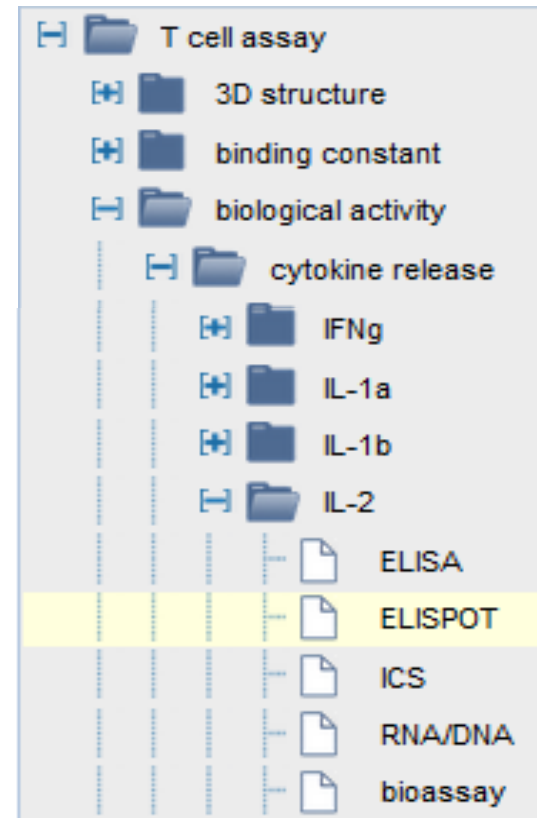 T cell assay
3D structure
binding constant
biological activity
cytokine release
IFNg
IL-1a
IL-1b
IL-2
ELISA
ELISPOT
ICS
RNA/DNA
bioassay